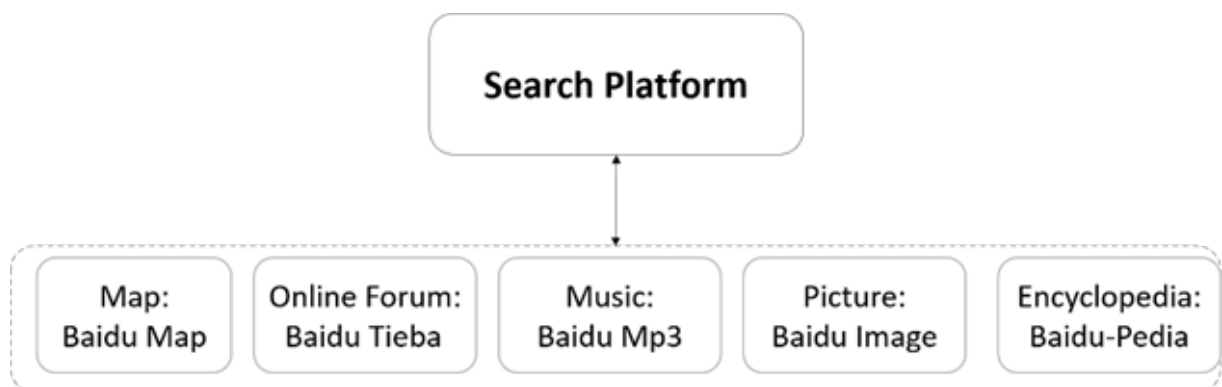 Search Platform
Map:
Baidu Map
Online Forum:
Baidu Tieba
Music:
Baidu Mp3
Picture:
Baidu Image
Encyclopedia:
Baidu-Pedia